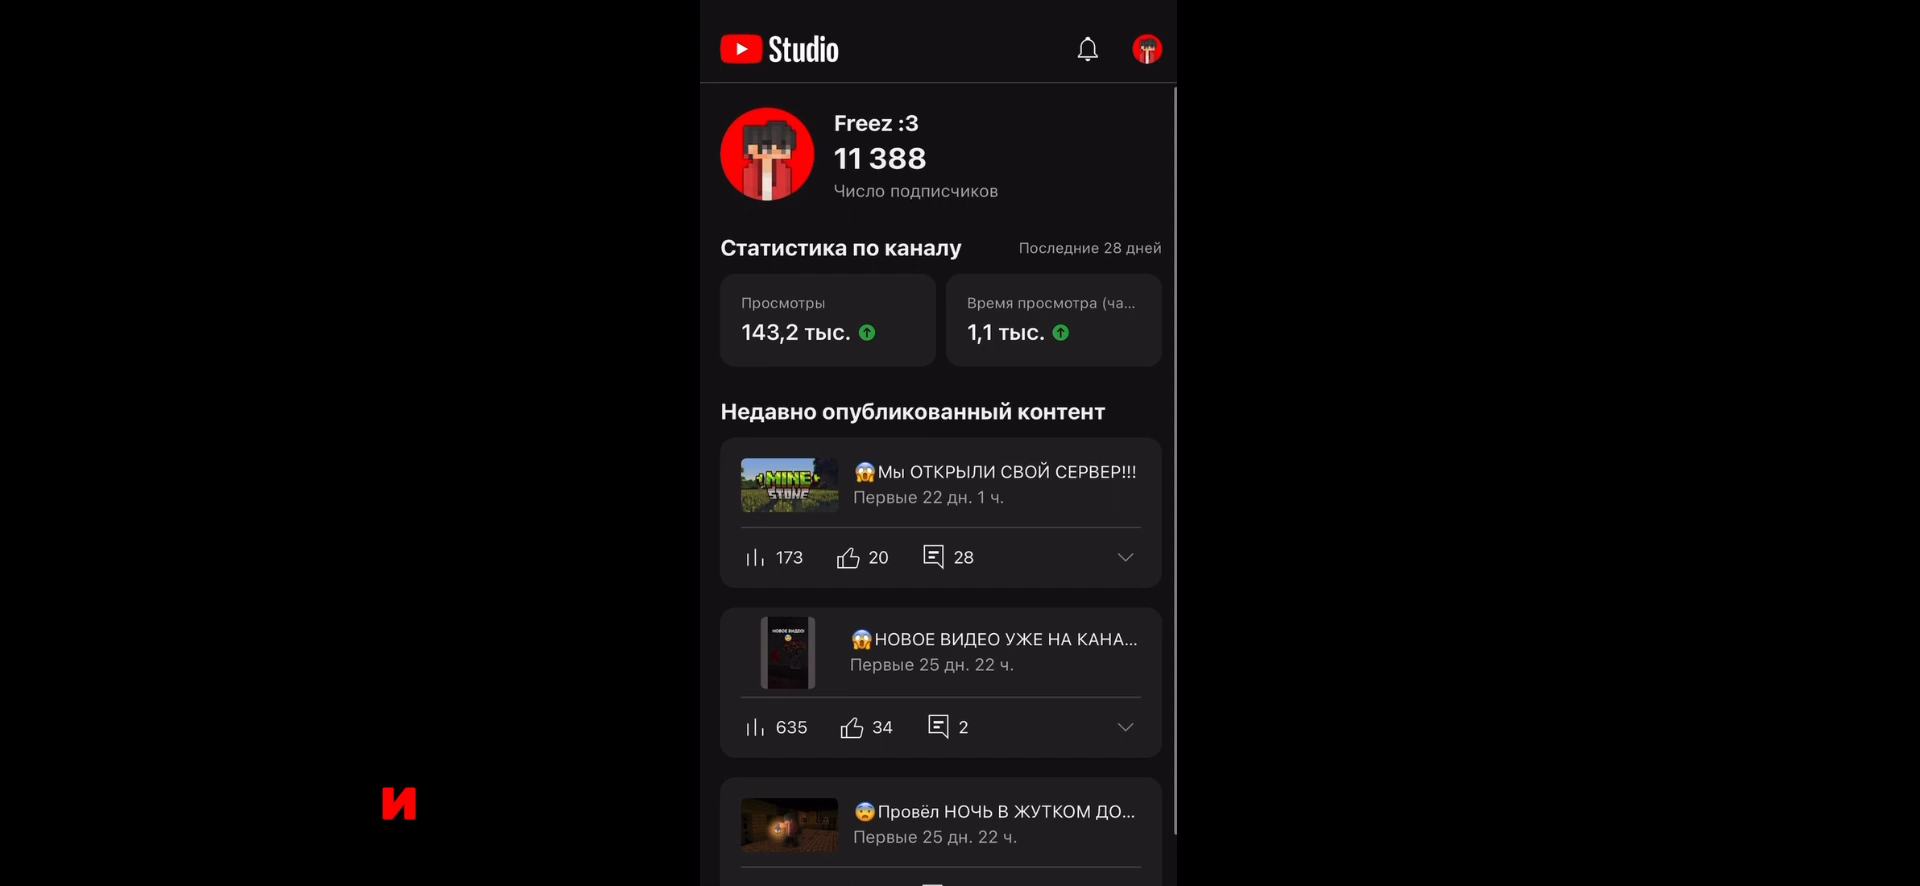 Studio
Freez :3
11 388
Число подписчиков
Статистика по каналу
Последние 28 дней
Просмотры
143,2 тыс.
Время просмотра (ча...
1,1 тыс.
Недавно опубликованный контент
MINE
STONE
😱Мы ОТКРЫЛИ СВОЙ СЕРВЕР!!!
Первые 22 дн. 1 ч.
173
20
28
НОВОЕ ВИДЕО!
😱НОВОЕ ВИДЕО УЖЕ НА КАНА...
Первые 25 дн. 22 ч.
635
34
2
и
😨Провёл НОЧЬ В ЖУТКОМ ДО...
Первые 25 дн. 22 ч.